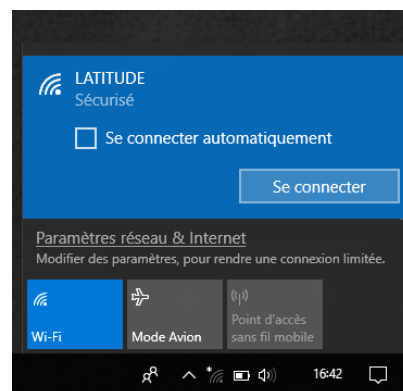 LATITUDE
Sécurisé
Se connecter automatiquement
Se connecter
Paramètres réseau & Internet
Modifier des paramètres, pour rendre une connexion limitée.
Wi-Fi
Mode Avion
Point d'accès
sans fil mobile
16:42